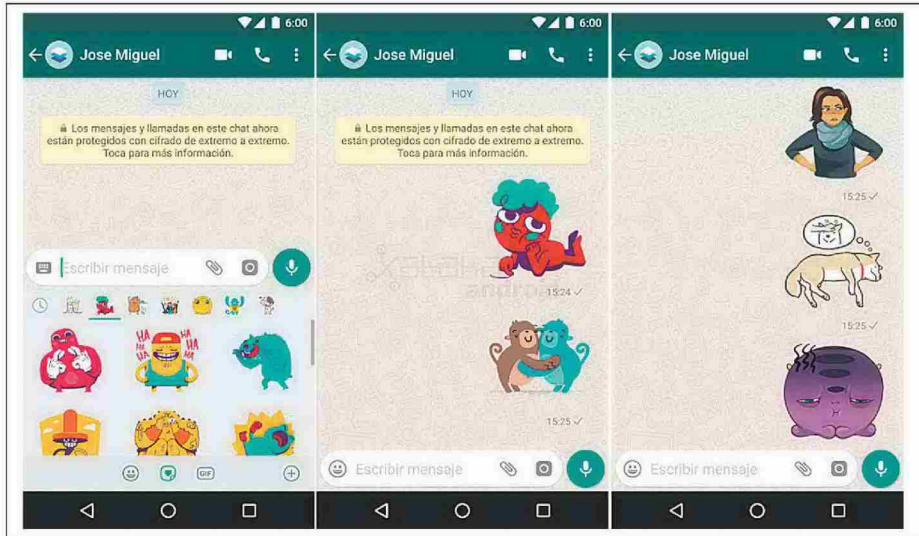 6:00
Jose Miguel
HOY
Los mensajes y llamadas en este chat ahora
están protegidos con cifrado de extremo a extremo.
Toca para más información.
Escribir mensaje
HA
HA
HA
HA
HA
HA
GIF
6:00
Jose Miguel
HOY
Los mensajes y llamadas en este chat ahora
están protegidos con cifrado de extremo a extremo.
Toca para más información.
android
15:24
15:25
Escribir mensaje
6:00
Jose Miguel
15:25
15:25
Escribir mensaje